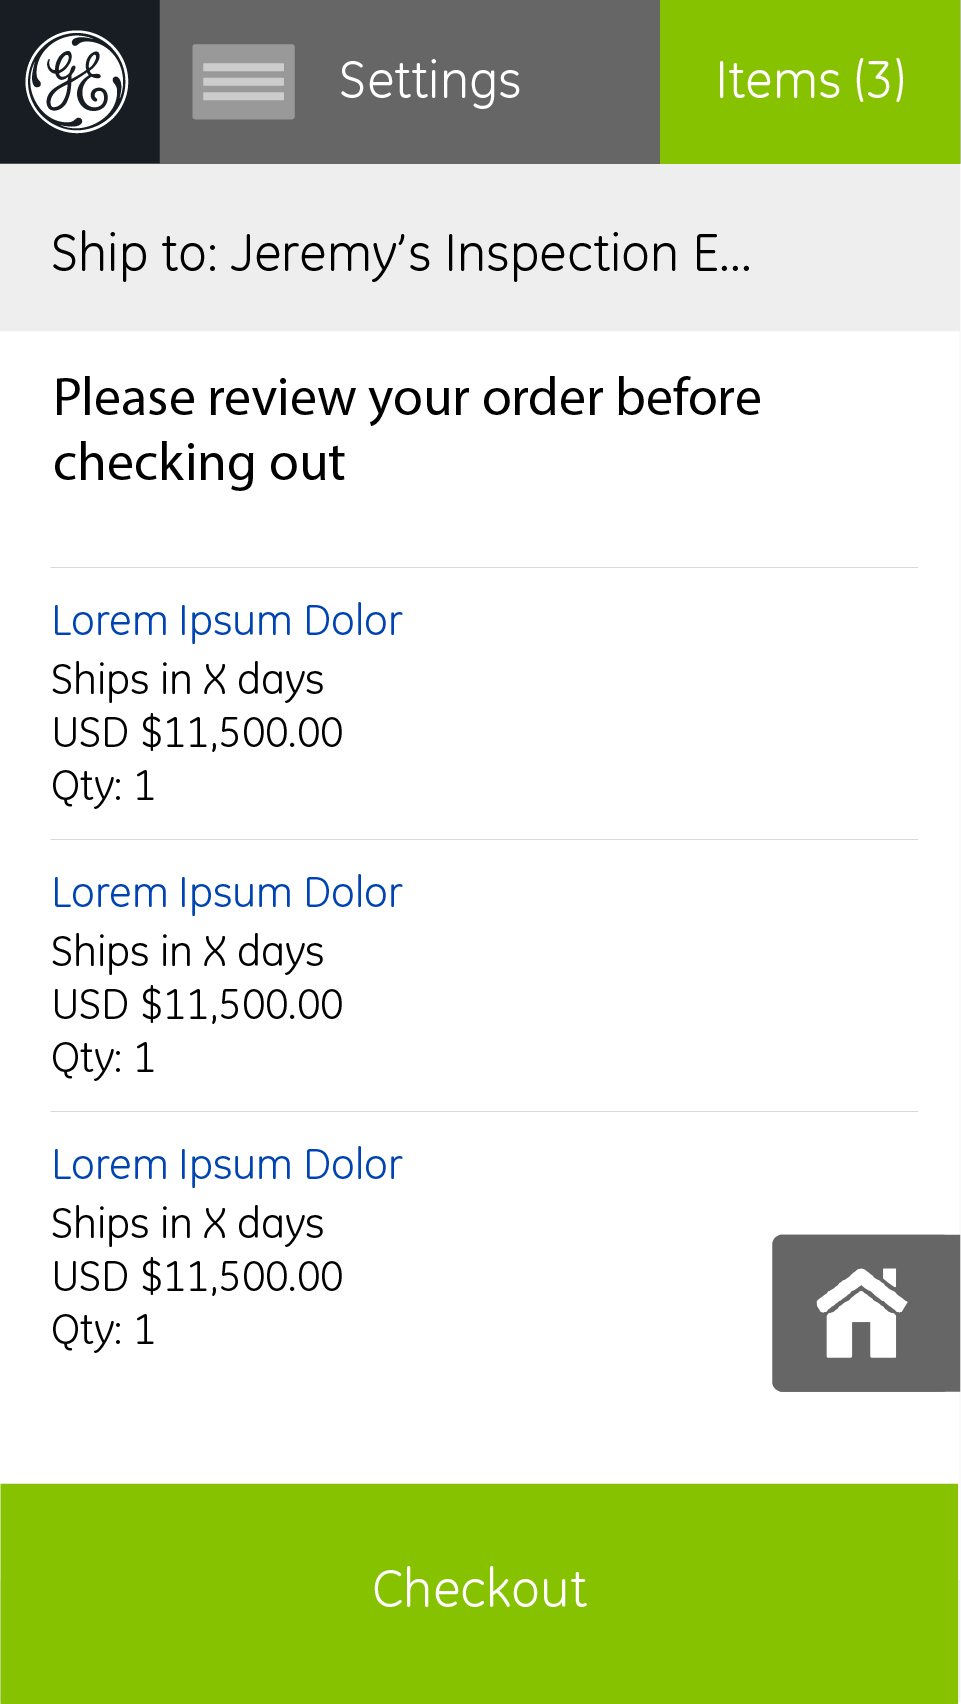 GE
Settings
Items (3)
Ship to: Jeremy’s Inspection E...
Please review your order before
checking out
Lorem Ipsum Dolor
Ships in X days
USD $11,500.00
Qty: 1
Lorem Ipsum Dolor
Ships in X days
USD $11,500.00
Qty: 1
Lorem Ipsum Dolor
Ships in X days
USD $11,500.00
Qty: 1
Checkout